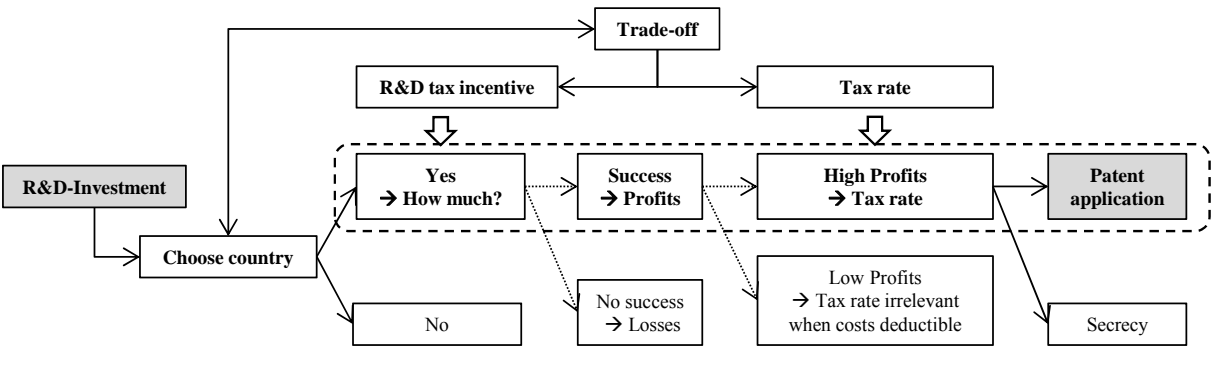 Trade-off
R&D tax incentive
Tax rate
R&D-Investment
Choose country
Yes
→ How much?
Success
→ Profits
High Profits
→ Tax rate
Patent
application
No
No success
→ Losses
Low Profits
→ Tax rate irrelevant
when costs deductible
Secrecy